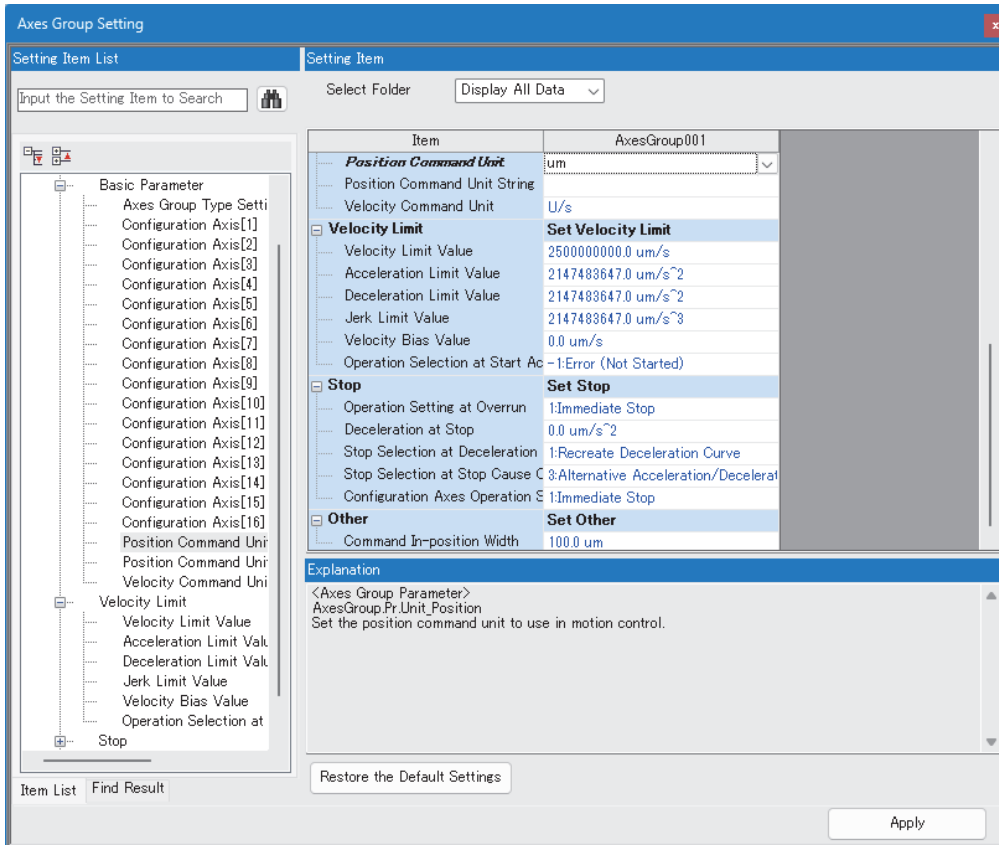 Axes Group Setting
x
Setting Item List
Input the Setting Item to Search
Basic Parameter
Axes Group Type Setti
Configuration Axis[1]
Configuration Axis[2]
Configuration Axis[3]
Configuration Axis[4]
Configuration Axis[5]
Configuration Axis[6]
Configuration Axis[7]
Configuration Axis[8]
Configuration Axis[9]
Configuration Axis[10]
Configuration Axis[11]
Configuration Axis[12]
Configuration Axis[13]
Configuration Axis[14]
Configuration Axis[15]
Configuration Axis[16]
Position Command Uni
Position Command Uni
Velocity Command Uni
Velocity Limit
Velocity Limit Value
Acceleration Limit Valu
Deceleration Limit Valu
Jerk Limit Value
Velocity Bias Value
Operation Selection at
Stop
Item List Find Result
Setting Item
Select Folder Display All Data
Item AxesGroup001
Position Command Unit um
Position Command Unit String
Velocity Command Unit U/s
Velocity Limit Set Velocity Limit
Velocity Limit Value 2500000000.0 um/s
Acceleration Limit Value 2147483647.0 um/s^2
Deceleration Limit Value 2147483647.0 um/s^2
Jerk Limit Value 2147483647.0 um/s^3
Velocity Bias Value 0.0 um/s
Operation Selection at Start Ac -1:Error (Not Started)
Stop Set Stop
Operation Setting at Overrun 1:Immediate Stop
Deceleration at Stop 0.0 um/s^2
Stop Selection at Deceleration 1:Recreate Deceleration Curve
Stop Selection at Stop Cause O 3:Alternative Acceleration/Decelerat
Configuration Axes Operation S 1:Immediate Stop
Other Set Other
Command In-position Width 100.0 um
Explanation
<Axes Group Parameter>
AxesGroup.Pr.Unit_Position
Set the position command unit to use in motion control.
Restore the Default Settings
Apply